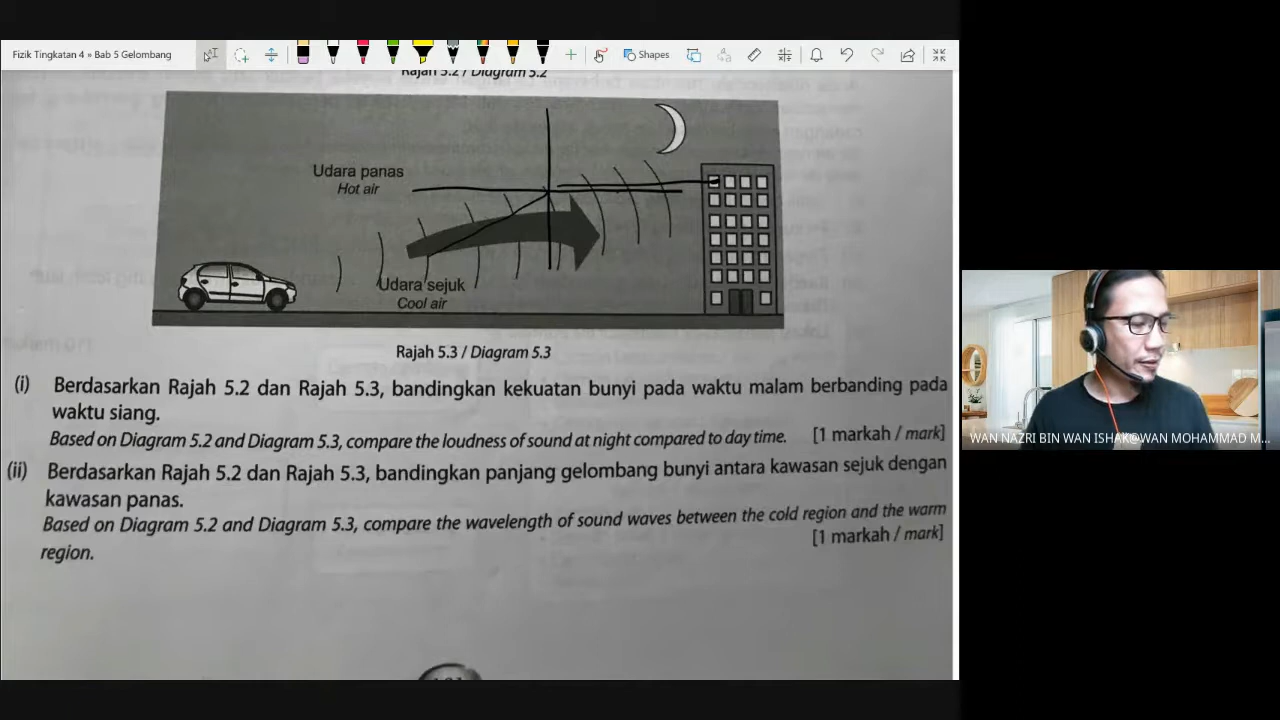 Fizik Tingkatan 4 » Bab 5 Gelombang
Shapes
Rajah 5.2 / Diagram 5.2
Udara panas
Hot air
Udara sejuk
Cool air
Rajah 5.3 / Diagram 5.3
(i) Berdasarkan Rajah 5.2 dan Rajah 5.3, bandingkan kekuatan bunyi pada waktu malam berbanding pada
waktu siang.
Based on Diagram 5.2 and Diagram 5.3, compare the loudness of sound at night compared to day time. [1 markah / mark]
(ii) Berdasarkan Rajah 5.2 dan Rajah 5.3, bandingkan panjang gelombang bunyi antara kawasan sejuk dengan
kawasan panas.
Based on Diagram 5.2 and Diagram 5.3, compare the wavelength of sound waves between the cold region and the warm
region. [1 markah / mark]
WAN NAZRI BIN WAN ISHAK@WAN MOHAMMAD M...